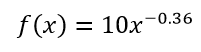 f(x) = 10x^{-0.36}